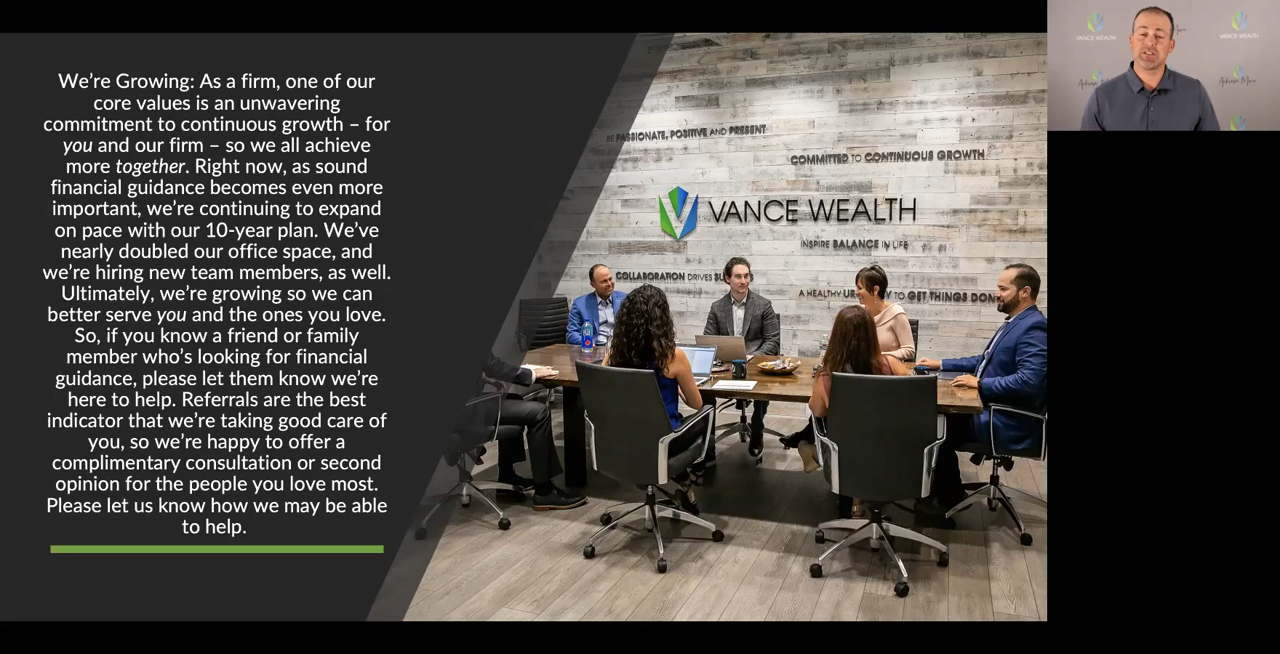 We're Growing: As a firm, one of our
core values is an unwavering
commitment to continuous growth – for
you and our firm – so we all achieve
more together. Right now, as sound
financial guidance becomes even more
important, we're continuing to expand
on pace with our 10-year plan. We've
nearly doubled our office space, and
we're hiring new team members, as well.
Ultimately, we're growing so we can
better serve you and the ones you love.
So, if you know a friend or family
member who's looking for financial
guidance, please let them know we're
here to help. Referrals are the best
indicator that we're taking good care of
you, so we're happy to offer a
complimentary consultation or second
opinion for the people you love most.
Please let us know how we may be able
to help.
BE PASSIONATE, POSITIVE AND PRESENT
COMMITTED TO CONTINUOUS GROWTH
VANCE WEALTH
INSPIRE BALANCE IN LIFE
COLLABORATION DRIVES
A HEALTHY TO GET THINGS DON
VANCE WEALTH
VANCE WEALTH